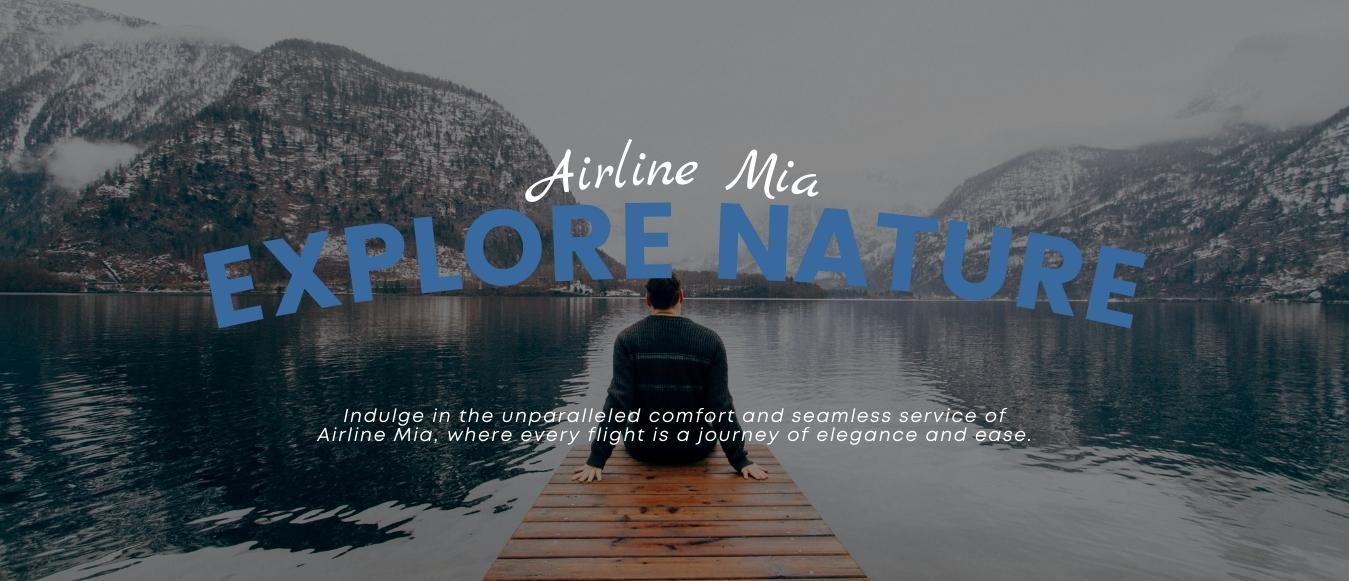 Airline Mia
EXPLORE NATURE
Indulge in the unparalleled comfort and seamless service of
Airline Mia, where every flight is a journey of elegance and ease.